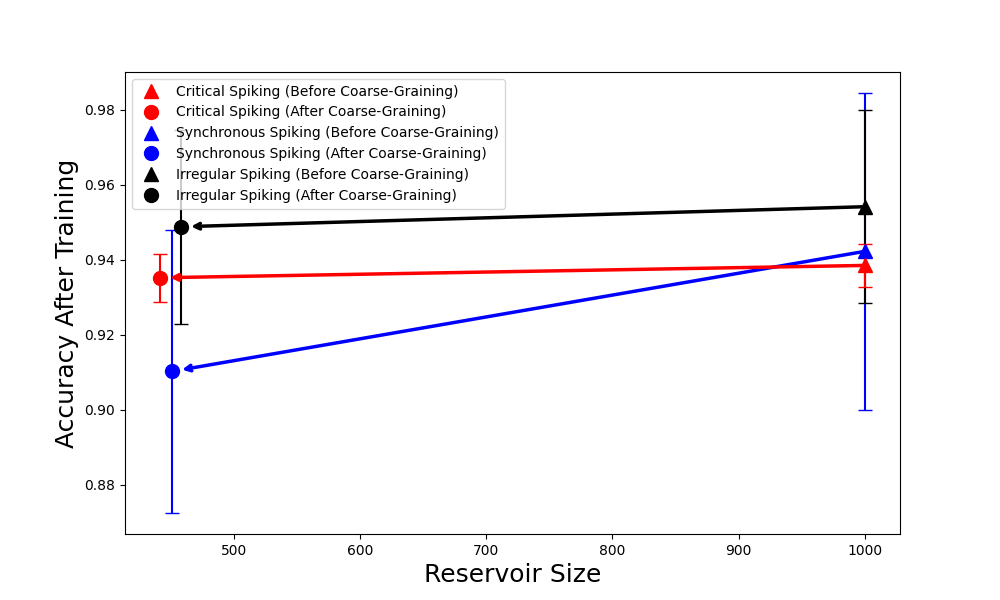 Critical Spiking (Before Coarse-Graining)
Critical Spiking (After Coarse-Graining)
Synchronous Spiking (Before Coarse-Graining)
Synchronous Spiking (After Coarse-Graining)
Irregular Spiking (Before Coarse-Graining)
Irregular Spiking (After Coarse-Graining)
Accuracy After Training
0.98
0.96
0.94
0.92
0.90
0.88
500
600
700
800
900
1000
Reservoir Size